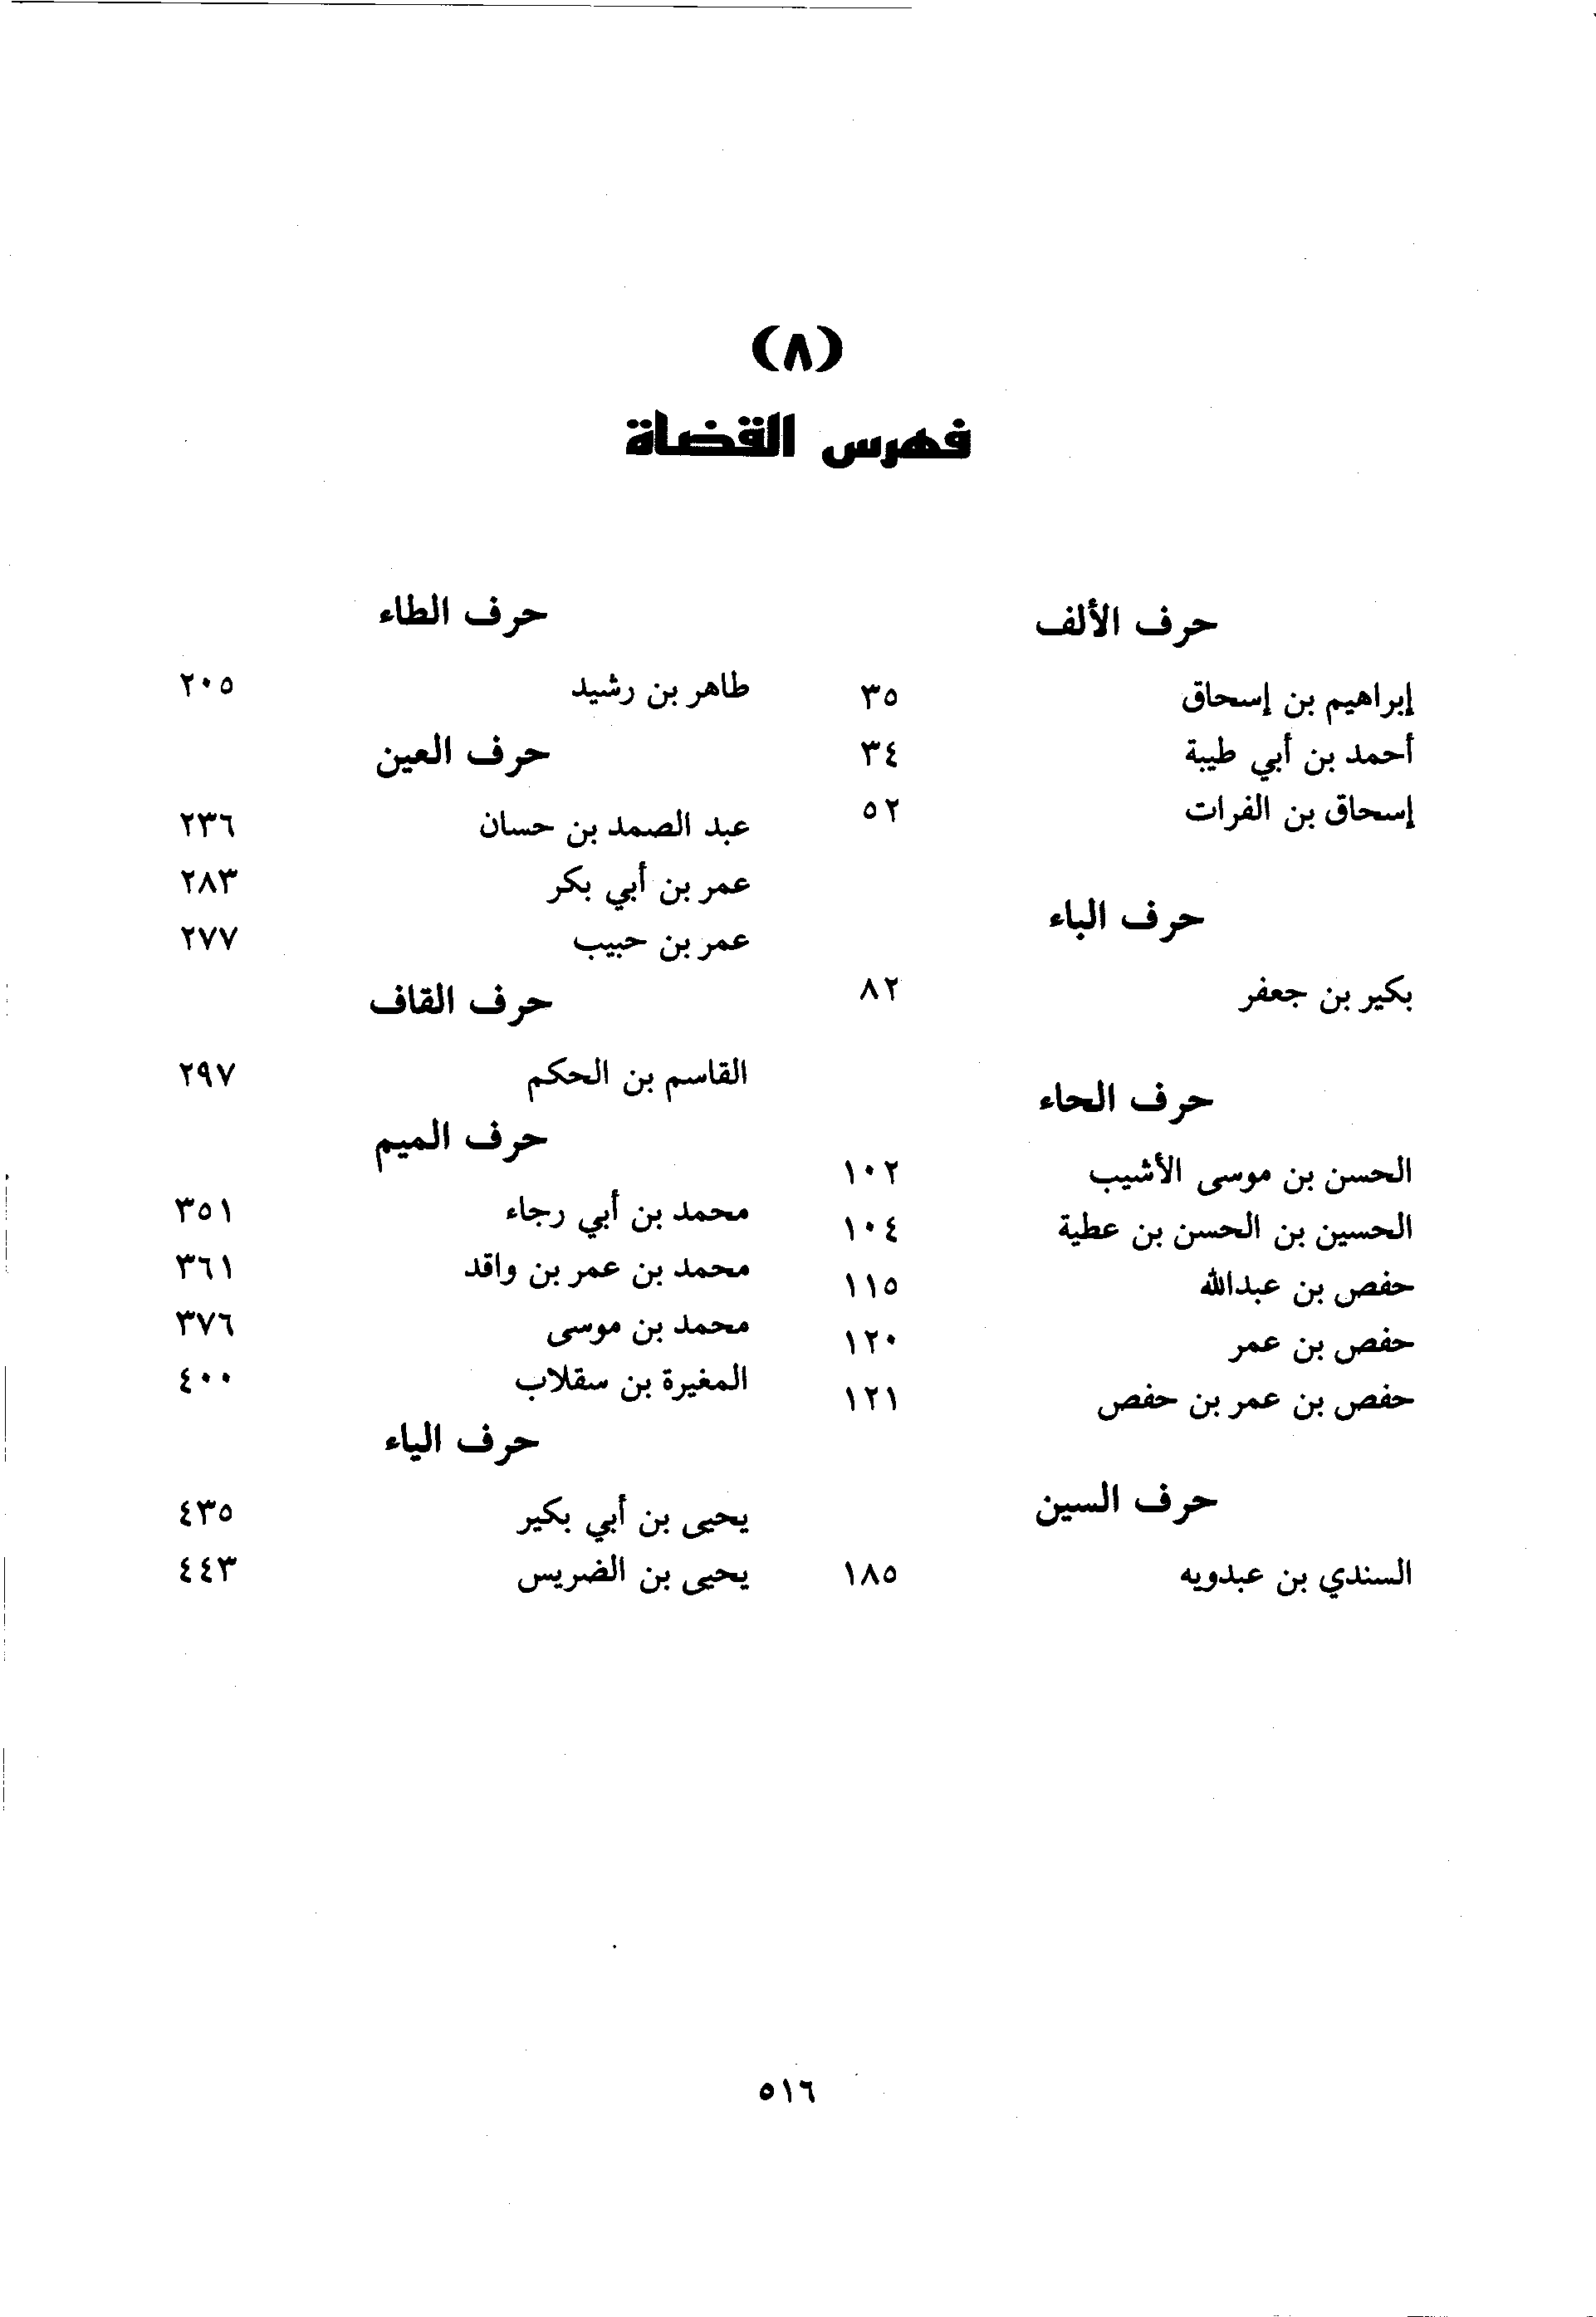 (٨)
فهرس القضاة
حرف الألف
إبراهيم بن إسحاق ٣٥
أحمد بن أبي طيبة ٣٤
إسحاق بن الفرات ٥٢
حرف الباء
بكير بن جعفر ٨٢
حرف الحاء
الحسن بن موسى الأشيب ١٠٢
الحسين بن الحسن بن عطية ١٠٤
حفص بن عبدالله ١١٥
حفص بن عمر ١٢٠
حفص بن عمر بن حفص ١٢١
حرف السين
السندي بن عبدويه ١٨٥
حرف الطاء
طاهر بن رشيد ٢٠٥
حرف العين
عبد الصمد بن حسان ٢٣٦
عمر بن أبي بكر ٢٨٣
عمر بن حبيب ٢٧٧
حرف القاف
القاسم بن الحكم ٢٩٧
حرف الميم
محمد بن أبي رجاء ٣٥١
محمد بن عمر بن واقد ٣٦١
محمد بن موسى ٣٧٦
المغيرة بن سقلاب ٤٠٠
حرف الياء
يحيى بن أبي بكير ٤٣٥
يحيى بن الضريس ٤٤٣
٥١٦